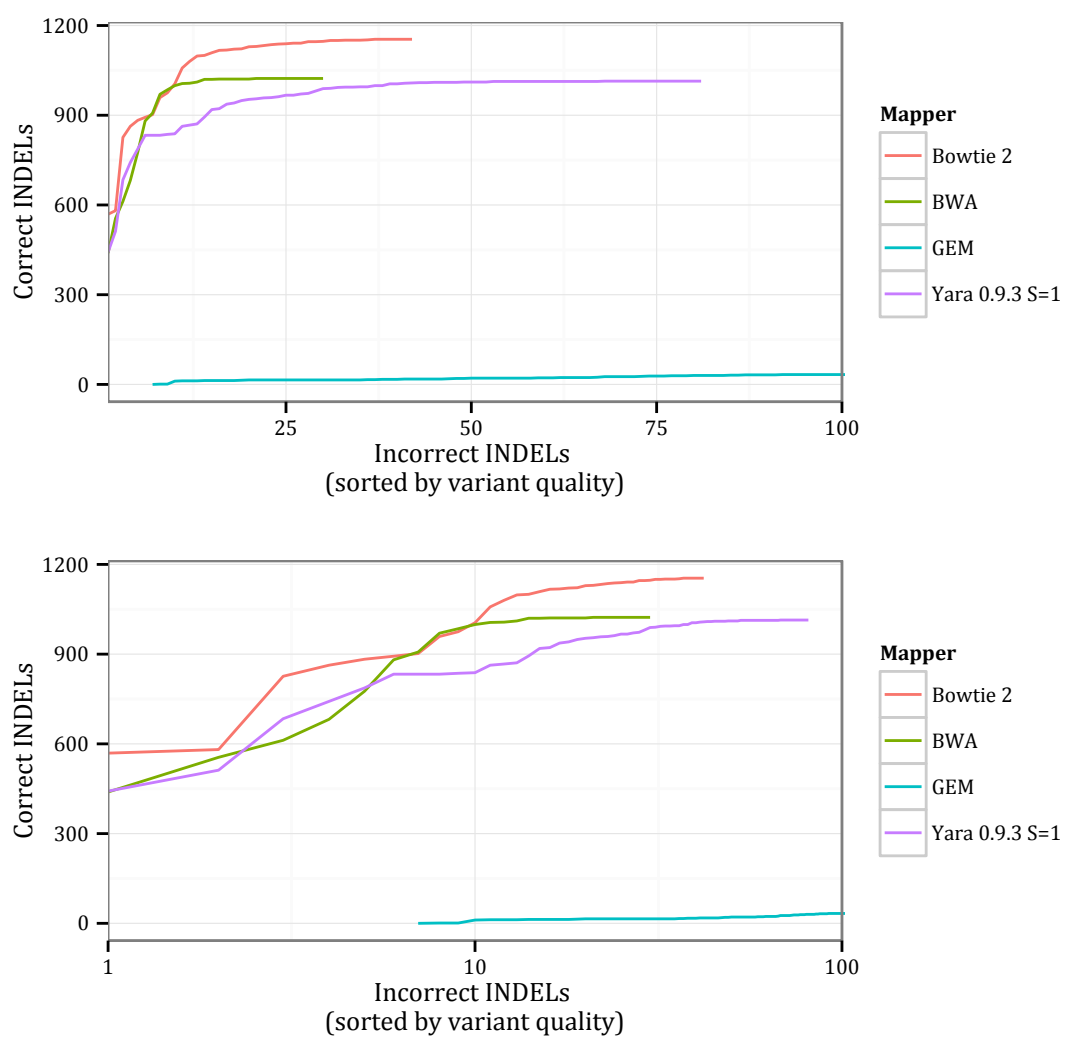 1200
900
600
300
0
Correct INDELs
25
50
75
100
Incorrect INDELs
(sorted by variant quality)
Mapper
Bowtie 2
BWA
GEM
Yara 0.9.3 S=1
1200
900
600
300
0
Correct INDELs
1
10
100
Incorrect INDELs
(sorted by variant quality)
Mapper
Bowtie 2
BWA
GEM
Yara 0.9.3 S=1